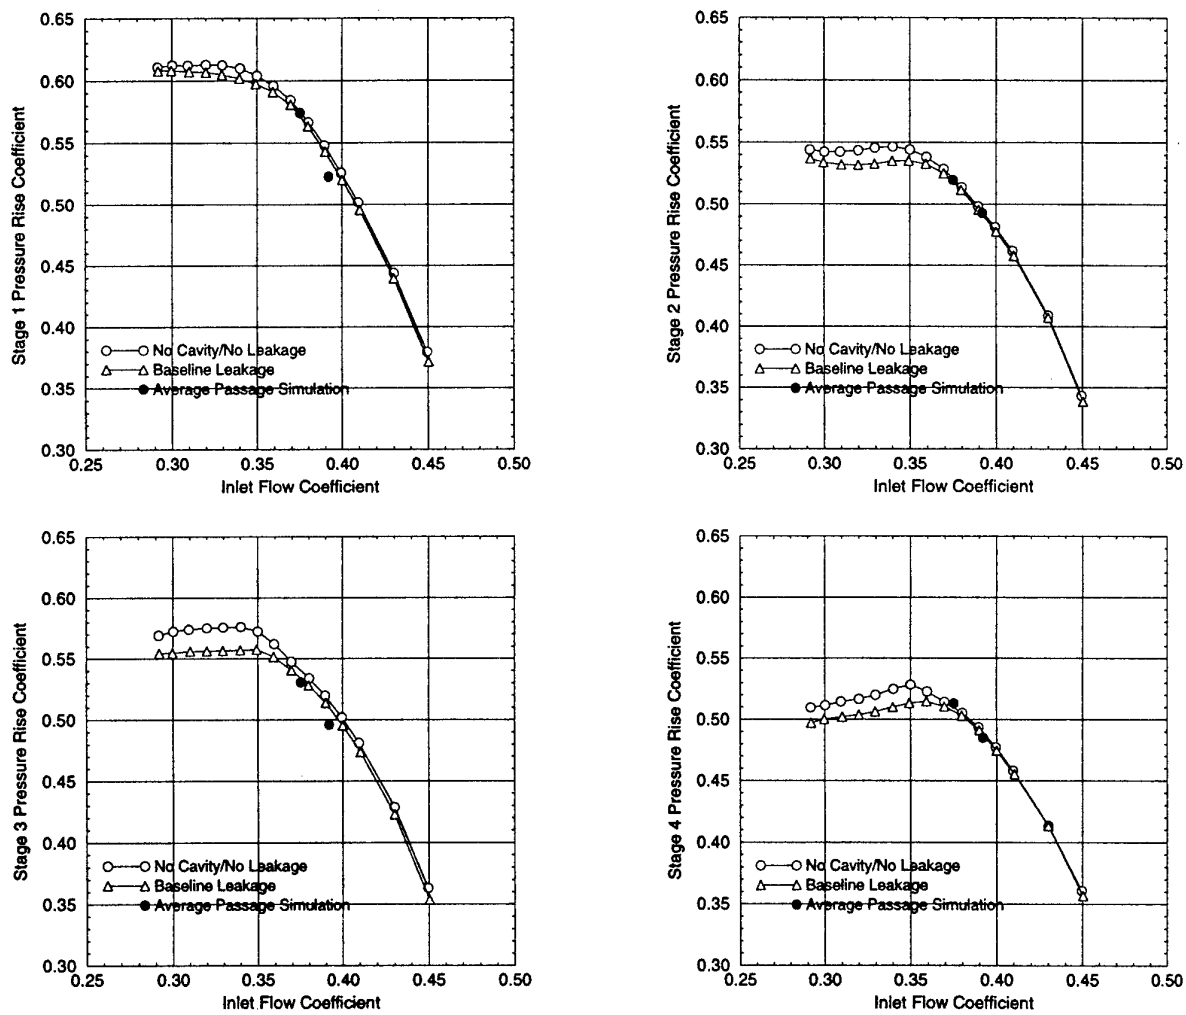 0.65
0.60
0.55
0.50
0.45
0.40
0.35
0.30
Stage 1 Pressure Rise Coefficient
No Cavity/No Leakage
Baseline Leakage
Average Passage Simulation
0.25 0.30 0.35 0.40 0.45 0.50
Inlet Flow Coefficient
0.65
0.60
0.55
0.50
0.45
0.40
0.35
0.30
Stage 2 Pressure Rise Coefficient
No Cavity/No Leakage
Baseline Leakage
Average Passage Simulation
0.25 0.30 0.35 0.40 0.45 0.50
Inlet Flow Coefficient
0.65
0.60
0.55
0.50
0.45
0.40
0.35
0.30
Stage 3 Pressure Rise Coefficient
No Cavity/No Leakage
Baseline Leakage
Average Passage Simulation
0.25 0.30 0.35 0.40 0.45 0.50
Inlet Flow Coefficient
0.65
0.60
0.55
0.50
0.45
0.40
0.35
0.30
Stage 4 Pressure Rise Coefficient
No Cavity/No Leakage
Baseline Leakage
Average Passage Simulation
0.25 0.30 0.35 0.40 0.45 0.50
Inlet Flow Coefficient